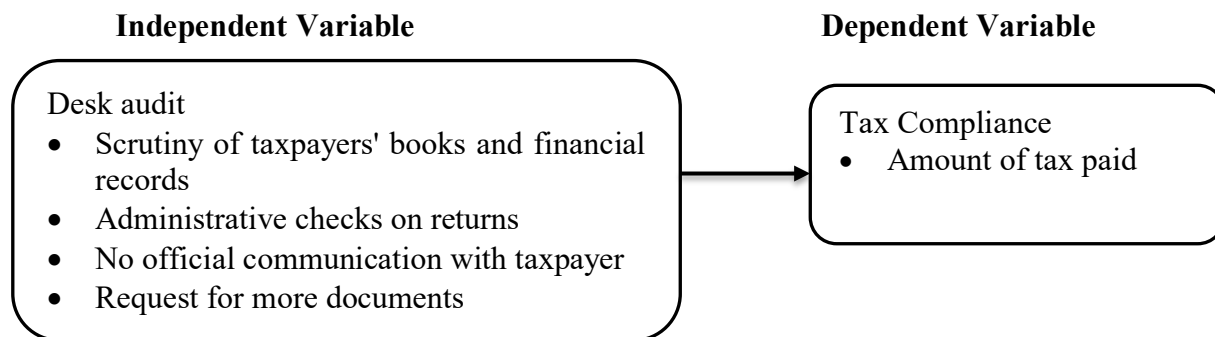 Independent Variable
Dependent Variable
Desk audit
• Scrutiny of taxpayers' books and financial
records
• Administrative checks on returns
• No official communication with taxpayer
• Request for more documents
Tax Compliance
• Amount of tax paid